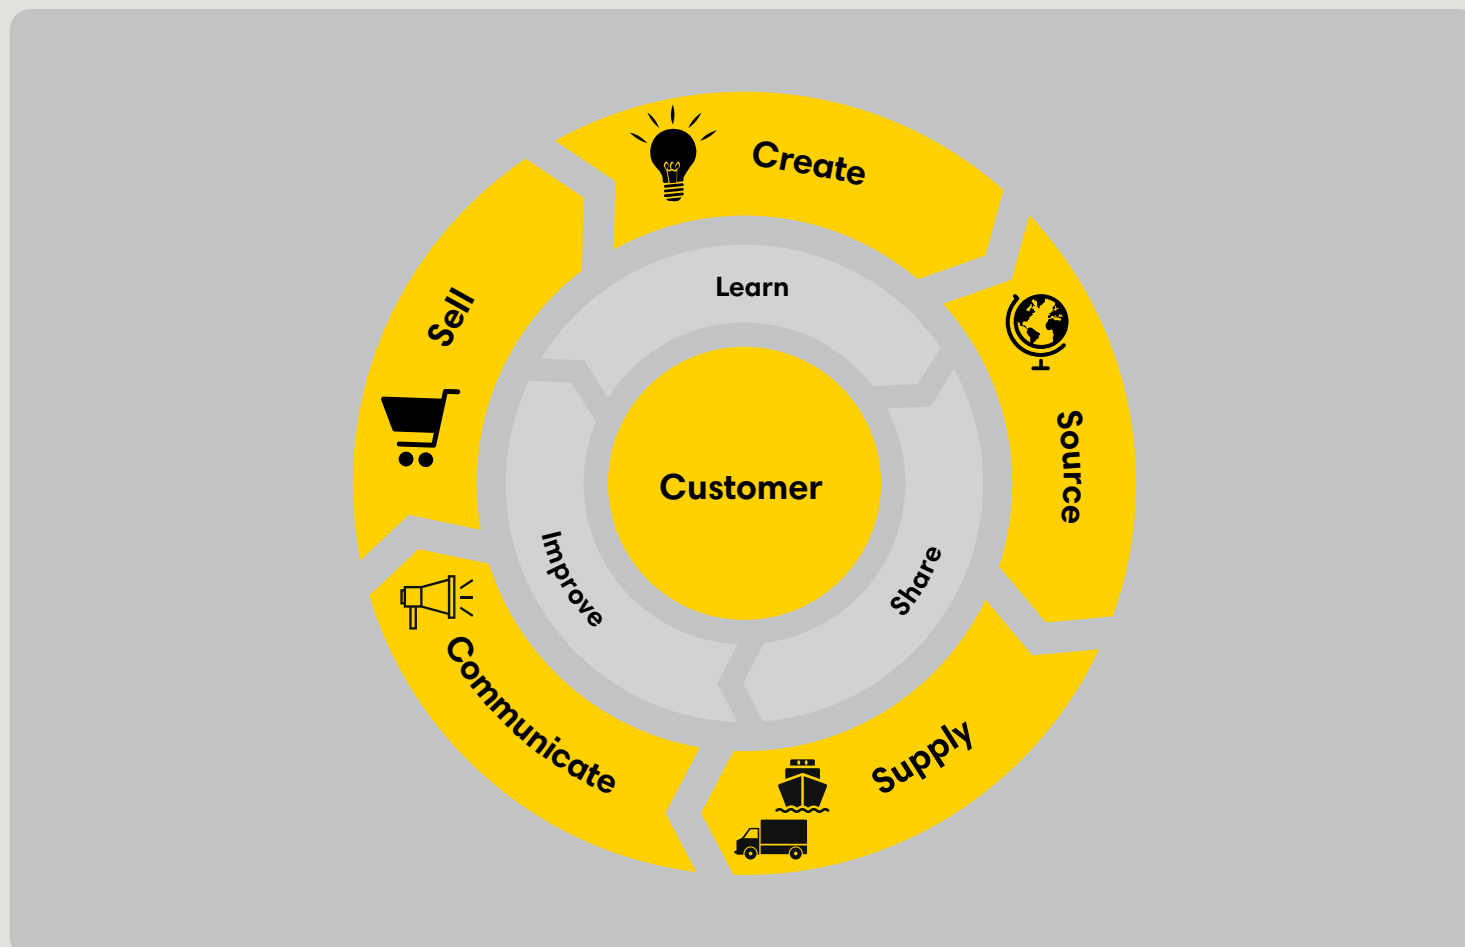 Create
Source
Supply
Communicate
Sell
Learn
Share
Improve
Customer